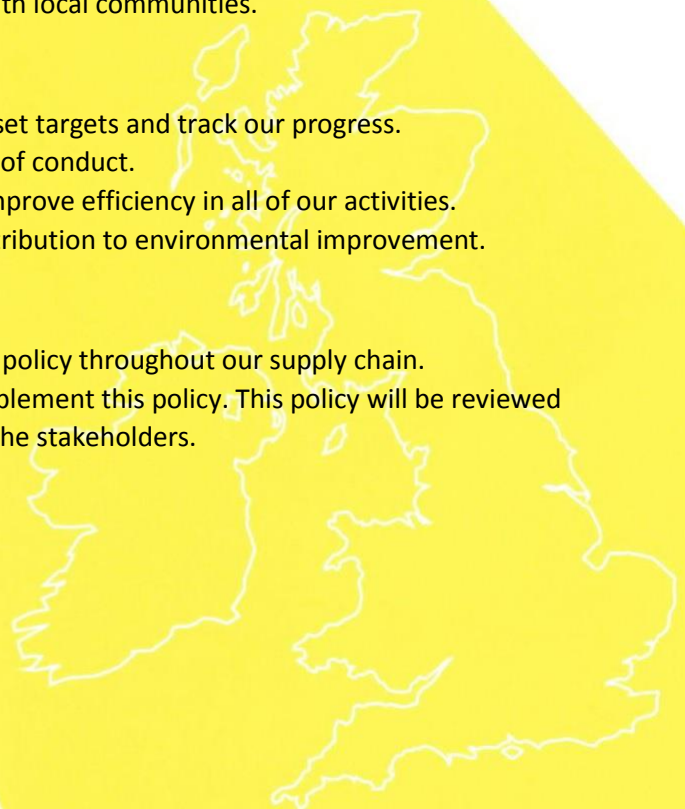 th local communities.
set targets and track our progress.
of conduct.
nprove efficiency in all of our activities.
tribution to environmental improvement.
policy throughout our supply chain.
plement this policy. This policy will be reviewed
he stakeholders.